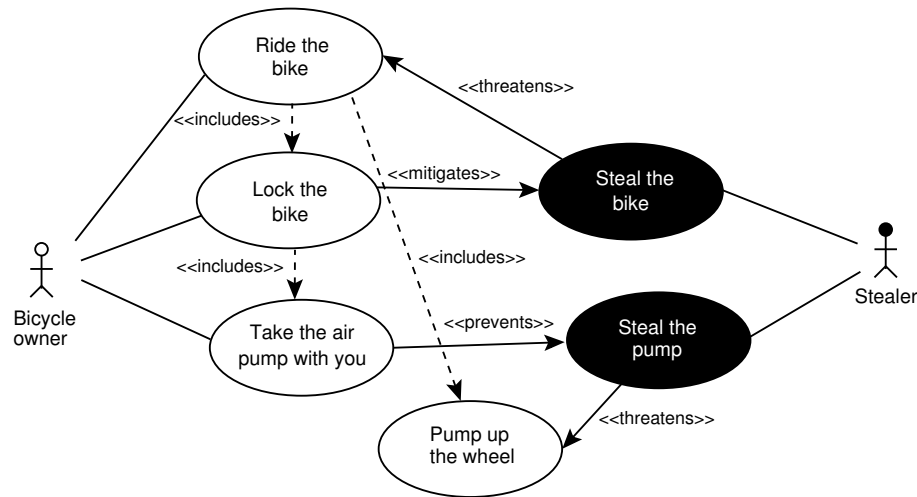 Ride the
bike
<<threatens>>
<<includes>>
Lock the
bike
<<mitigates>>
Steal the
bike
<<includes>>
<<includes>>
Bicycle
owner
Stealer
Take the air
pump with you
<<prevents>>
Steal the
pump
Pump up
the wheel
<<threatens>>